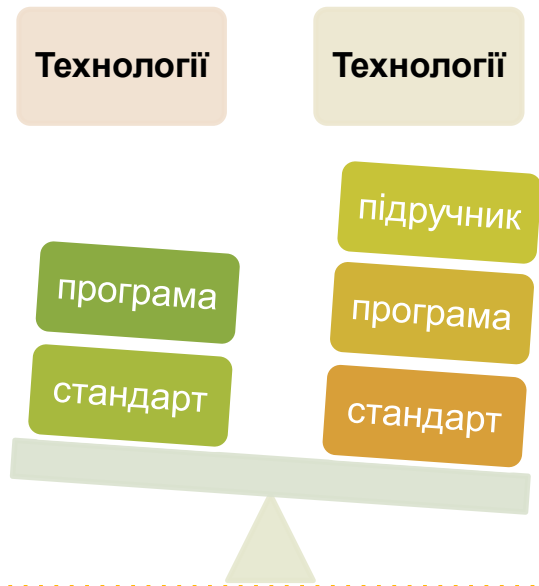 Технології
програма
стандарт
Технології
підручник
програма
стандарт